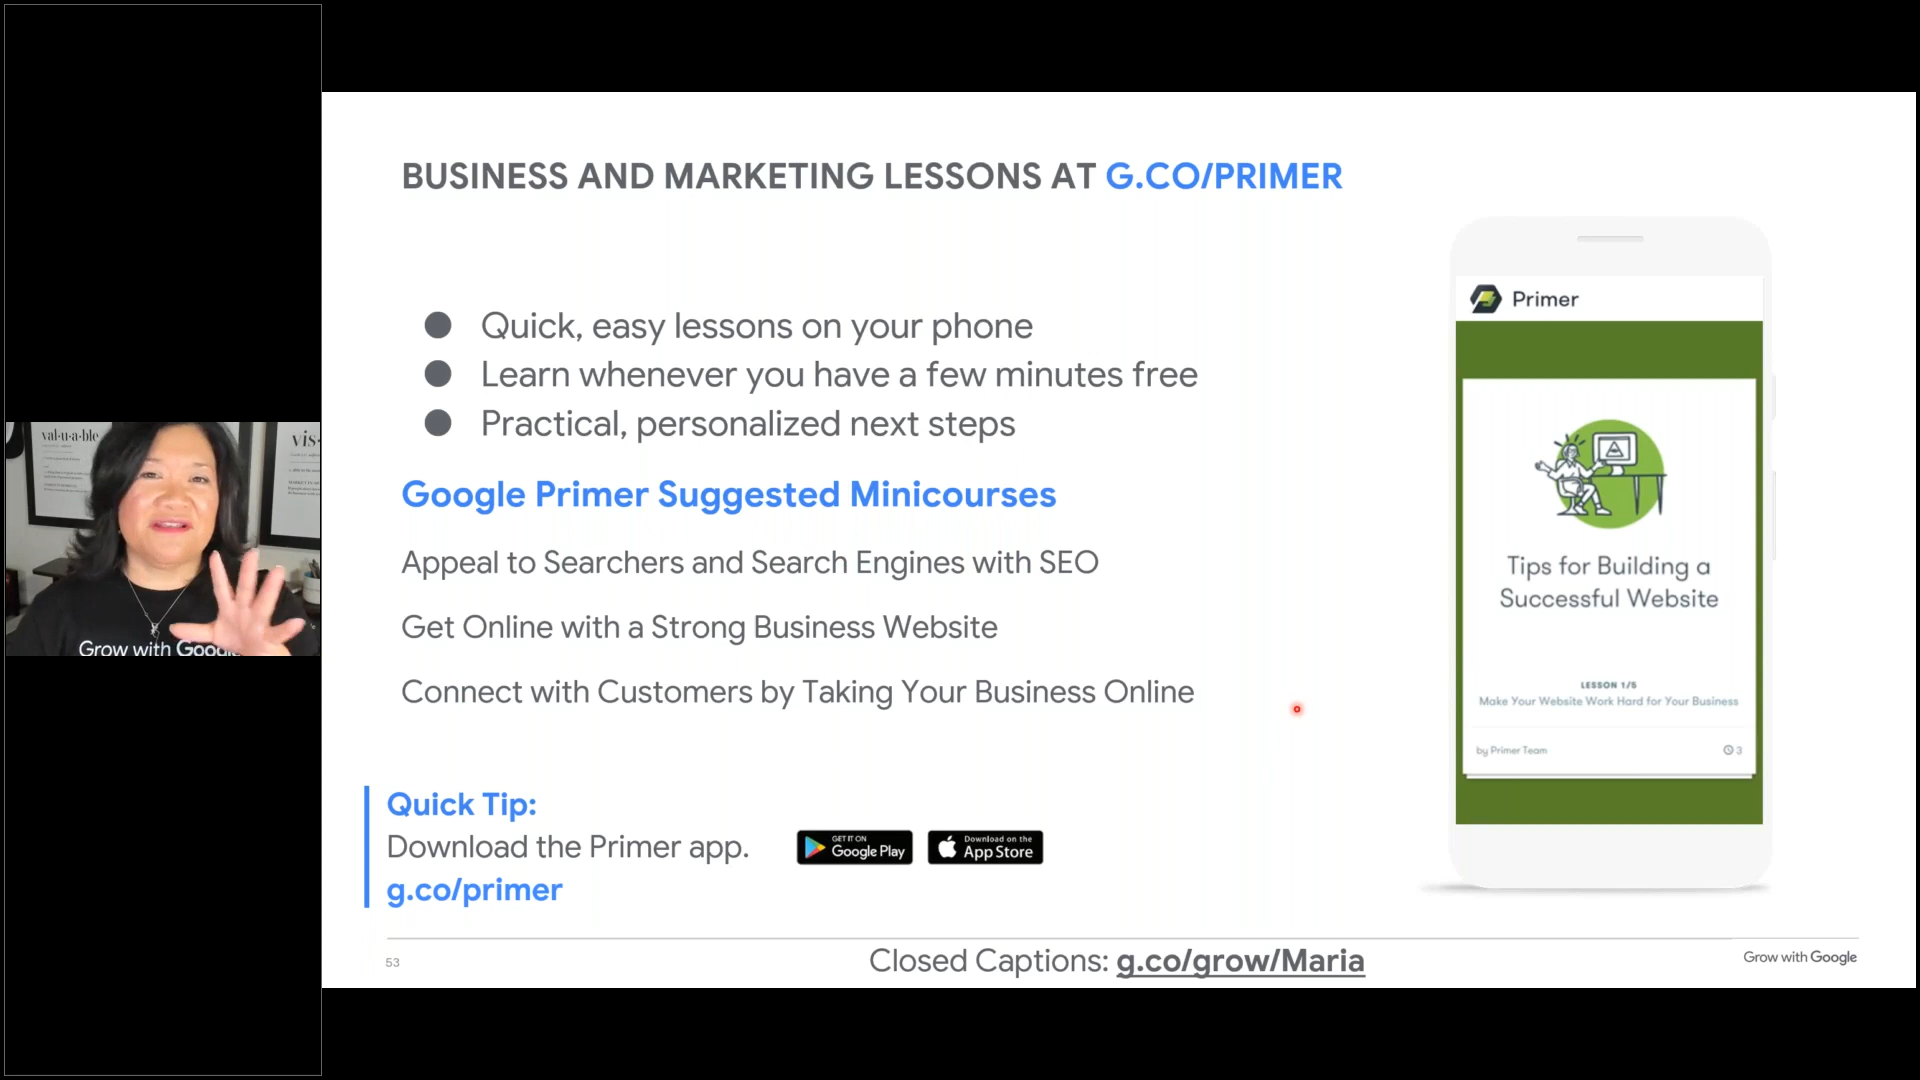 val·u·a·ble
vis·
Grow with Google
BUSINESS AND MARKETING LESSONS AT G.CO/PRIMER
● Quick, easy lessons on your phone
● Learn whenever you have a few minutes free
● Practical, personalized next steps
Google Primer Suggested Minicourses
Appeal to Searchers and Search Engines with SEO
Get Online with a Strong Business Website
Connect with Customers by Taking Your Business Online
Quick Tip:
Download the Primer app.
g.co/primer
GET IT ON
Google Play
Download on the
App Store
Primer
Tips for Building a
Successful Website
LESSON 1/5
Make Your Website Work Hard for Your Business
by Primer Team
3
53
Closed Captions: g.co/grow/Maria
Grow with Google